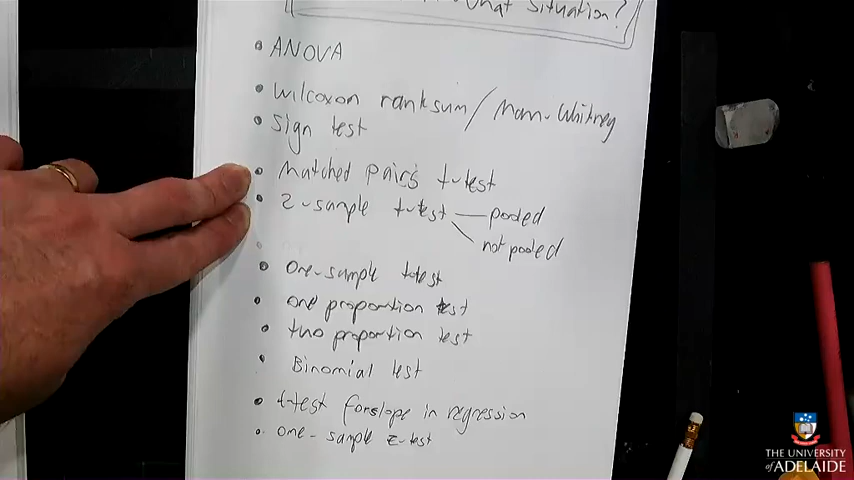 What situation?
• ANOVA
• Wilcoxon ranksum / Mann-Whitney
• Sign test
• Matched pairs t-test
• 2-sample t-test — pooled
not pooled
• One-sample t-test
• one proportion test
• two proportion test
• Binomial test
• t-test for slope in regression
• one-sample z-test
THE UNIVERSITY
of ADELAIDE